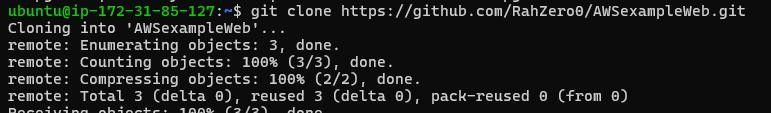 ubuntu@ip-172-31-85-127:~$ git clone https://github.com/RahZero0/AWSexampleWeb.git
Cloning into 'AWSexampleWeb'...
remote: Enumerating objects: 3, done.
remote: Counting objects: 100% (3/3), done.
remote: Compressing objects: 100% (2/2), done.
remote: Total 3 (delta 0), reused 3 (delta 0), pack-reused 0 (from 0)
Receiving objects: 100% (3/3), done.